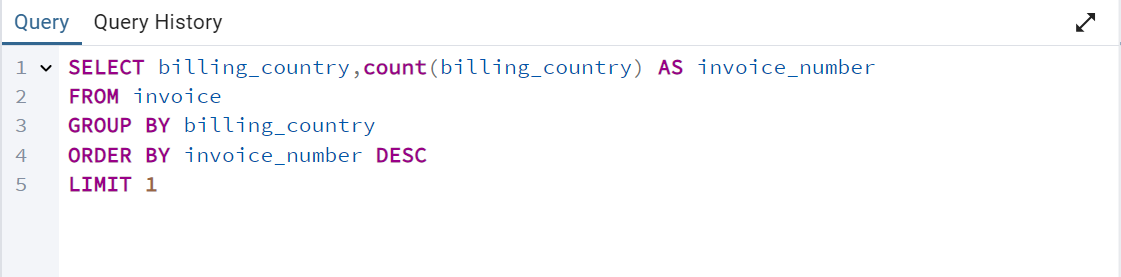 Query Query History
1 SELECT billing_country,count(billing_country) AS invoice_number
2 FROM invoice
3 GROUP BY billing_country
4 ORDER BY invoice_number DESC
5 LIMIT 1